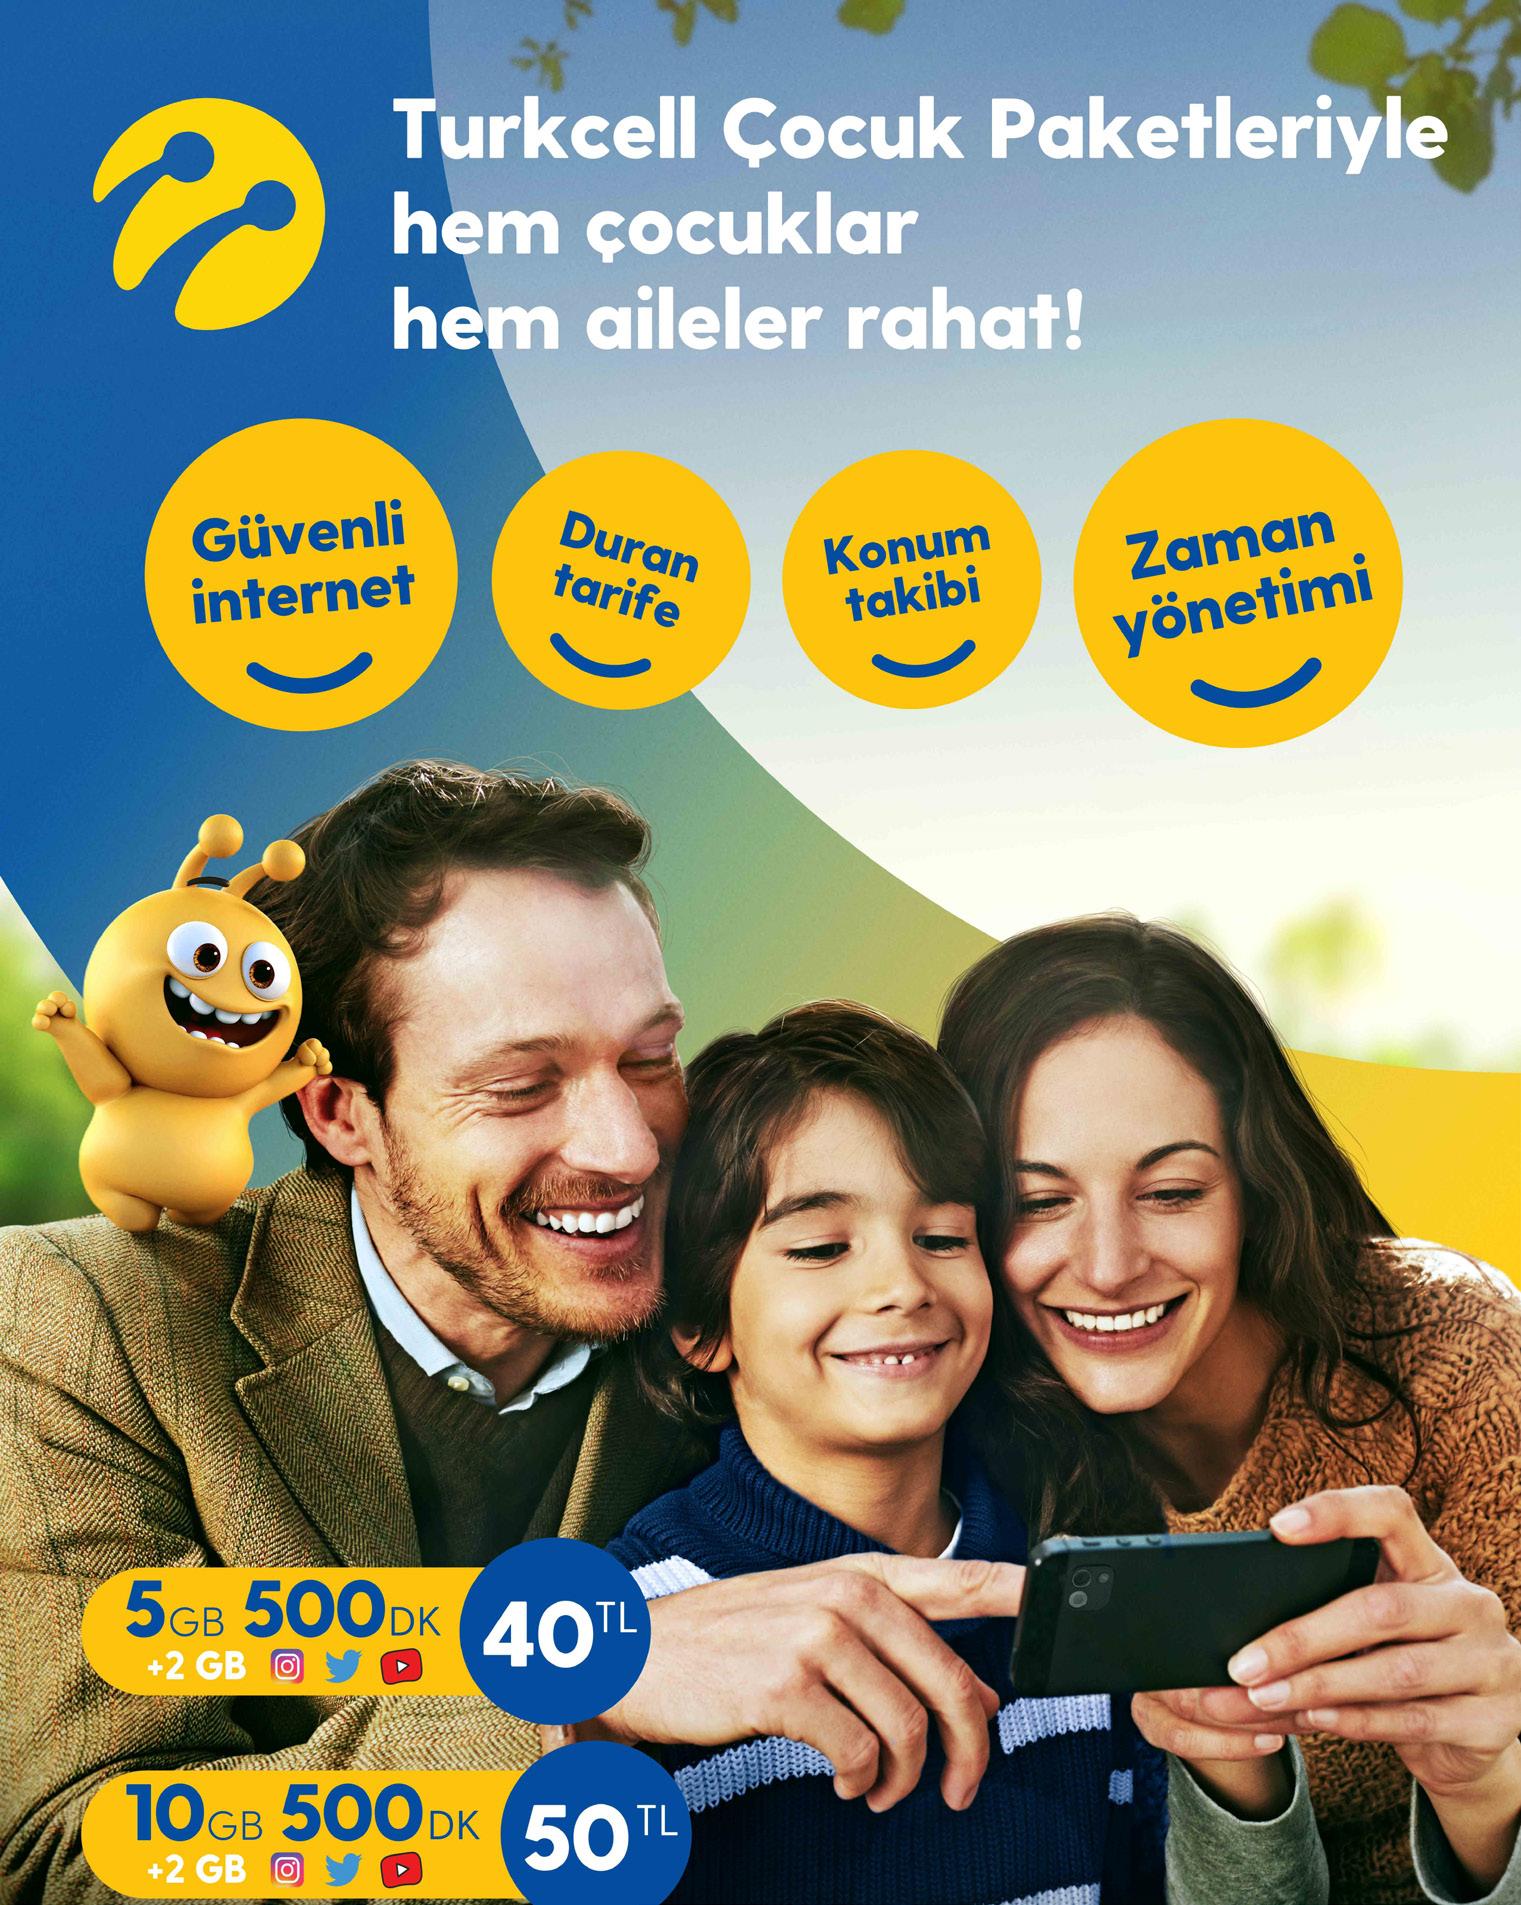 Turkcell Çocuk Paketleriyle
hem çocuklar
hem aileler rahat!
Güvenli
internet
Duran
tarife
Konum
takibi
Zaman
yönetimi
5GB 500DK
+2 GB
40TL
10GB 500DK
+2 GB
50TL